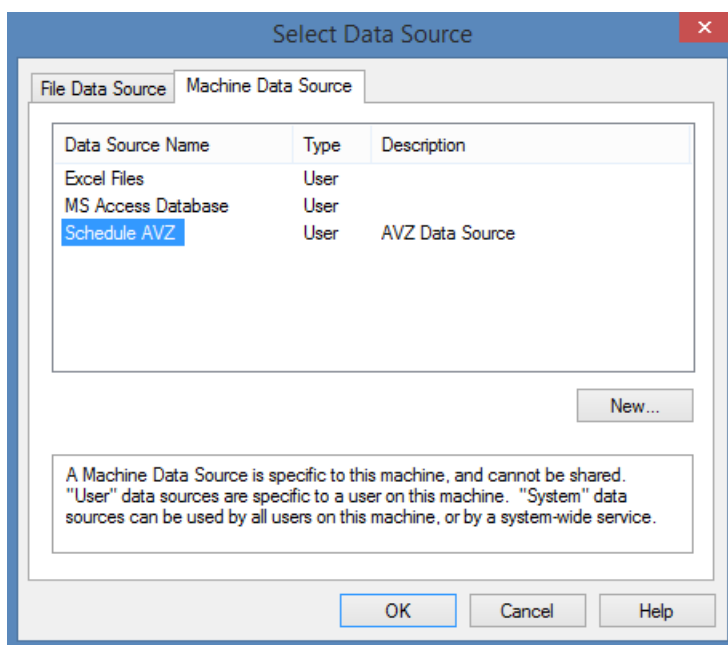 Select Data Source
File Data Source Machine Data Source
Data Source Name Type Description
Excel Files User
MS Access Database User
Schedule AVZ User AVZ Data Source
New...
A Machine Data Source is specific to this machine, and cannot be shared.
"User" data sources are specific to a user on this machine. "System" data
sources can be used by all users on this machine, or by a system-wide service.
OK Cancel Help